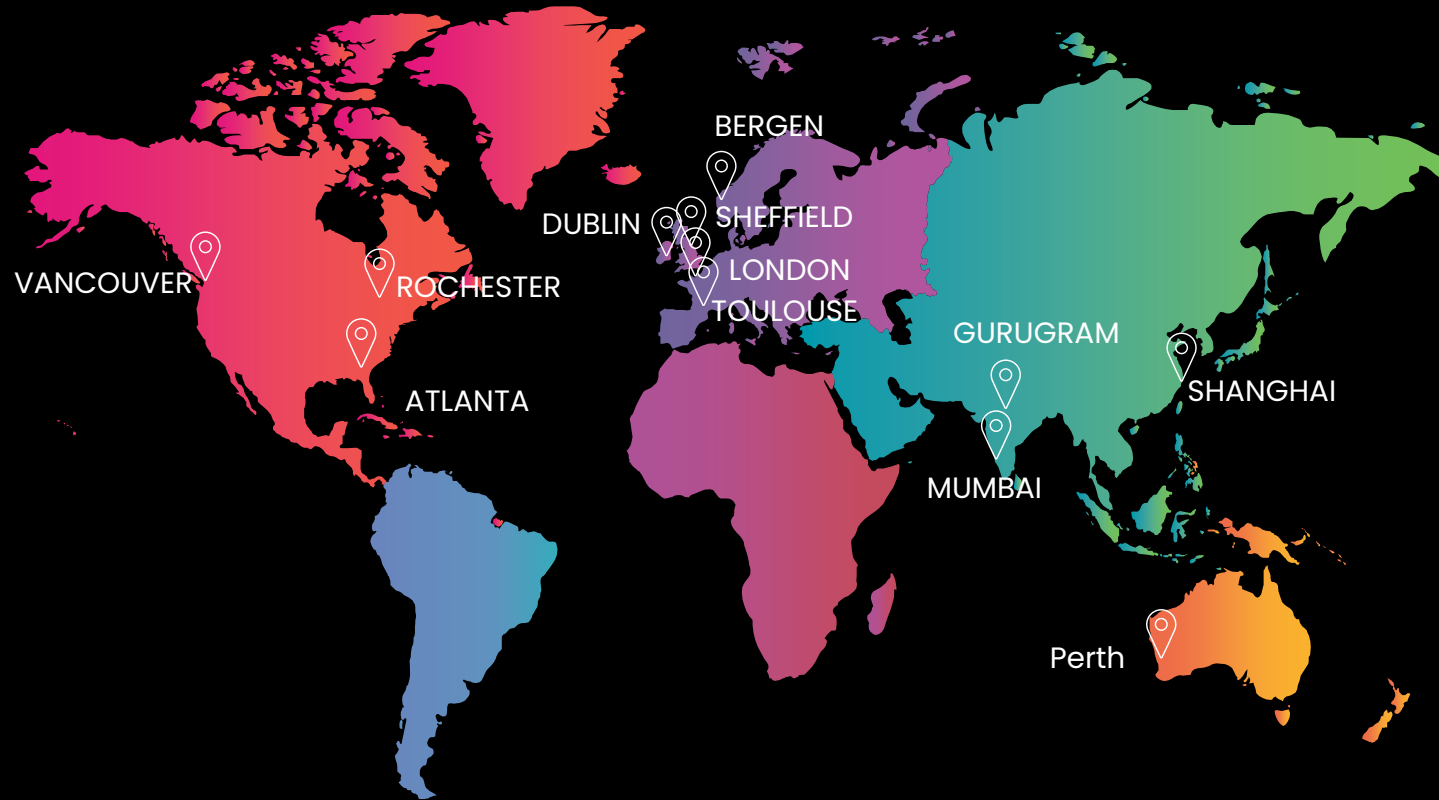 BERGEN
DUBLIN
SHEFFIELD
LONDON
VANCOUVER
ROCHESTER
TOULOUSE
GURUGRAM
SHANGHAI
ATLANTA
MUMBAI
Perth